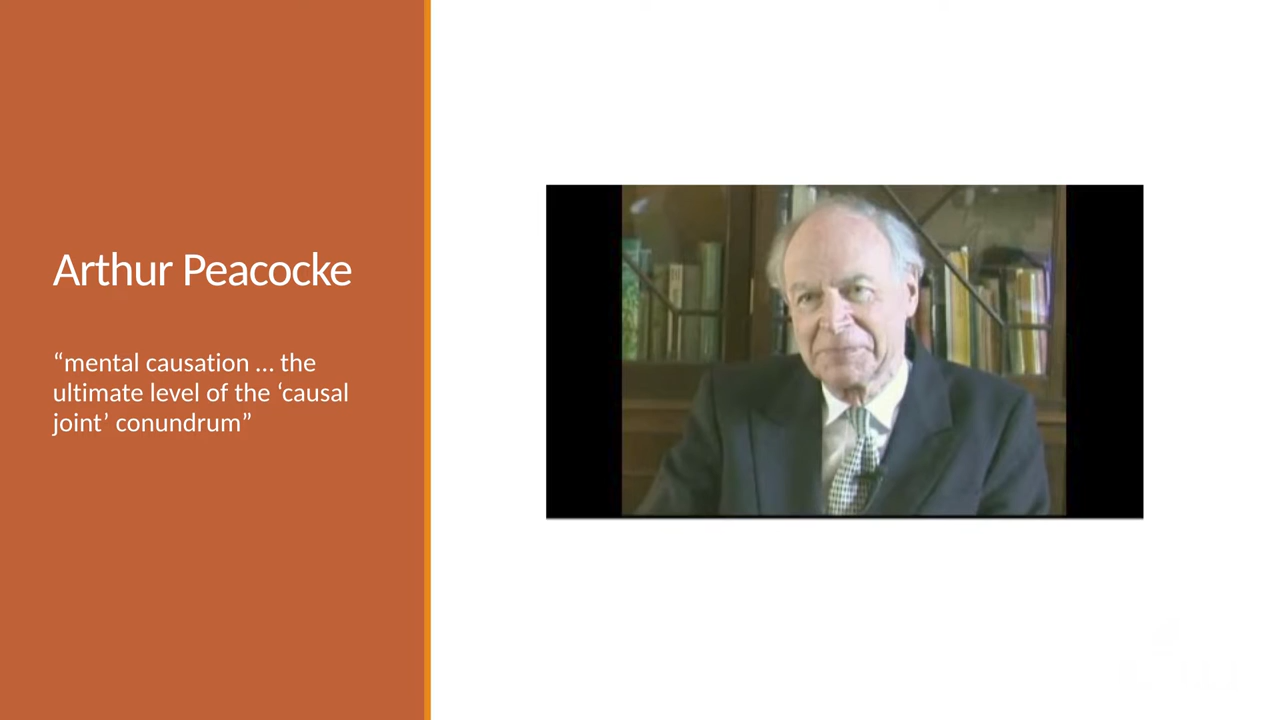 Arthur Peacocke
“mental causation … the
ultimate level of the ‘causal
joint’ conundrum”